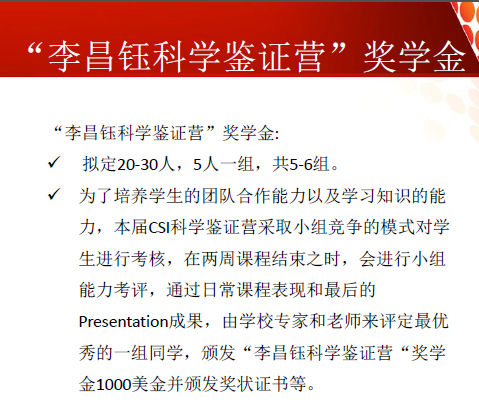 “李昌钰科学鉴证营”奖学金
“李昌钰科学鉴证营”奖学金:
✓ 拟定20-30人，5人一组，共5-6组。
✓ 为了培养学生的团队合作能力以及学习知识的能
力，本届CSI科学鉴证营采取小组竞争的模式对学
生进行考核，在两周课程结束之时，会进行小组
能力考评，通过日常课程表现和最后的
Presentation成果，由学校专家和老师来评定最优
秀的一组同学，颁发“李昌钰科学鉴证营“奖学
金1000美金并颁发奖状证书等。